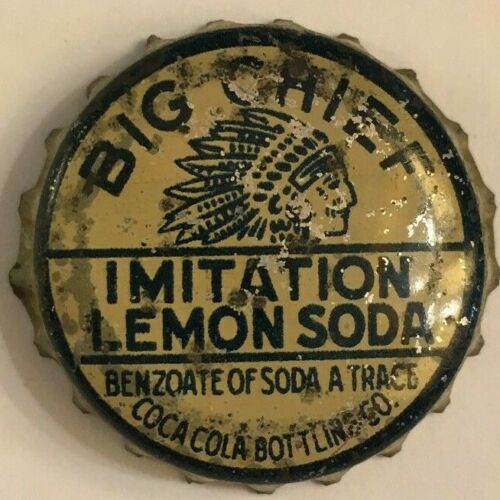 BIG CHIEF
IMITATION
LEMON SODA
BENZOATE OF SODA A TRACE
COCA COLA BOTTLING CO.